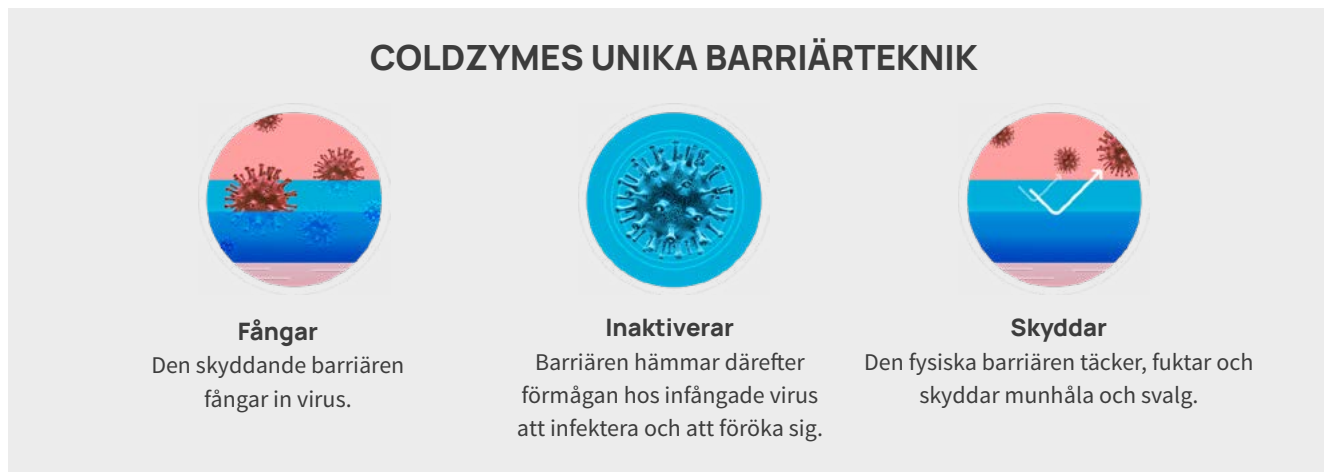 COLDZYMES UNIKA BARRIÄRTEKNIK
Fångar
Den skyddande barriären
fångar in virus.
Inaktiverar
Barriären hämmar därefter
förmågan hos infångade virus
att infektera och att föröka sig.
Skyddar
Den fysiska barriären täcker, fuktar och
skyddar munhåla och svalg.